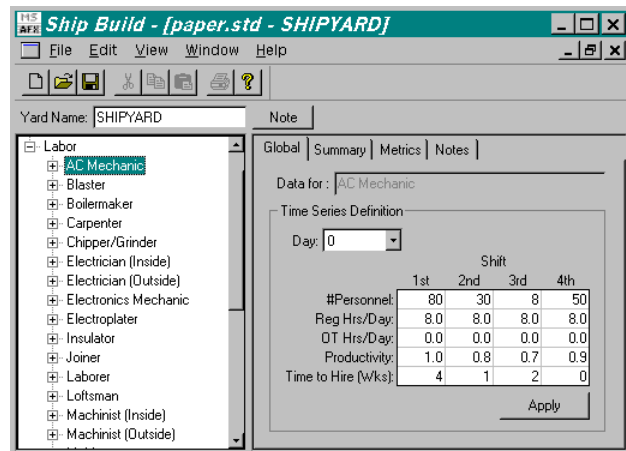 MS
AFX
Ship Build - [paper.std - SHIPYARD]
File Edit View Window Help
Yard Name: SHIPYARD
Note
Labor
AC Mechanic
Blaster
Boilermaker
Carpenter
Chipper/Grinder
Electrician (Inside)
Electrician (Outside)
Electronics Mechanic
Electroplater
Insulator
Joiner
Laborer
Loftsman
Machinist (Inside)
Machinist (Outside)
Global Summary Metrics Notes
Data for : AC Mechanic
Time Series Definition
Day: 0
Shift
1st 2nd 3rd 4th
#Personnel: 80 30 8 50
Reg Hrs/Day: 8.0 8.0 8.0 8.0
OT Hrs/Day: 0.0 0.0 0.0 0.0
Productivity: 1.0 0.8 0.7 0.9
Time to Hire (Wks): 4 1 2 0
Apply